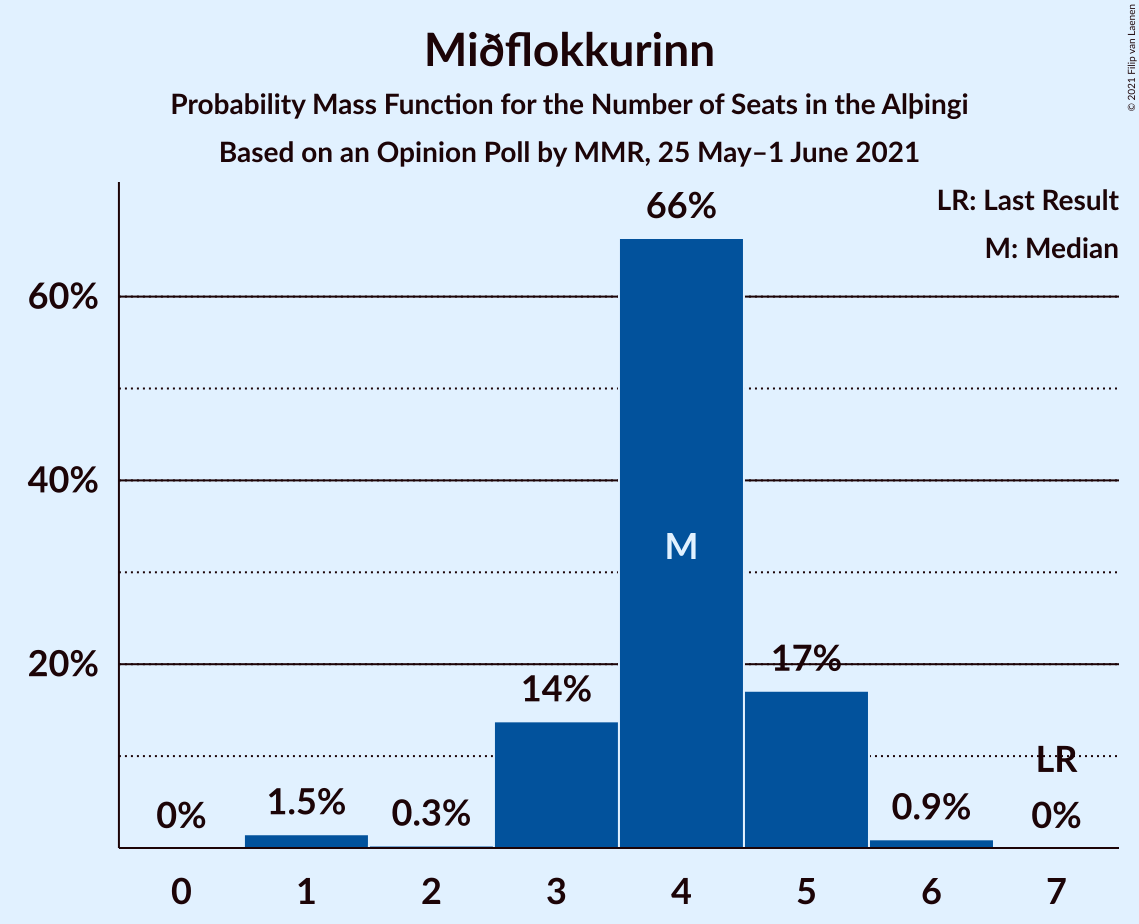 Miðflokkurinn
Probability Mass Function for the Number of Seats in the Alþingi
Based on an Opinion Poll by MMR, 25 May–1 June 2021
© 2021 Filip van Laenen
LR: Last Result
M: Median
66%
60%
40%
M
20%
17%
14%
LR
1.5%
0.3%
0.9%
0%
0%
0 1 2 3 4 5 6 7